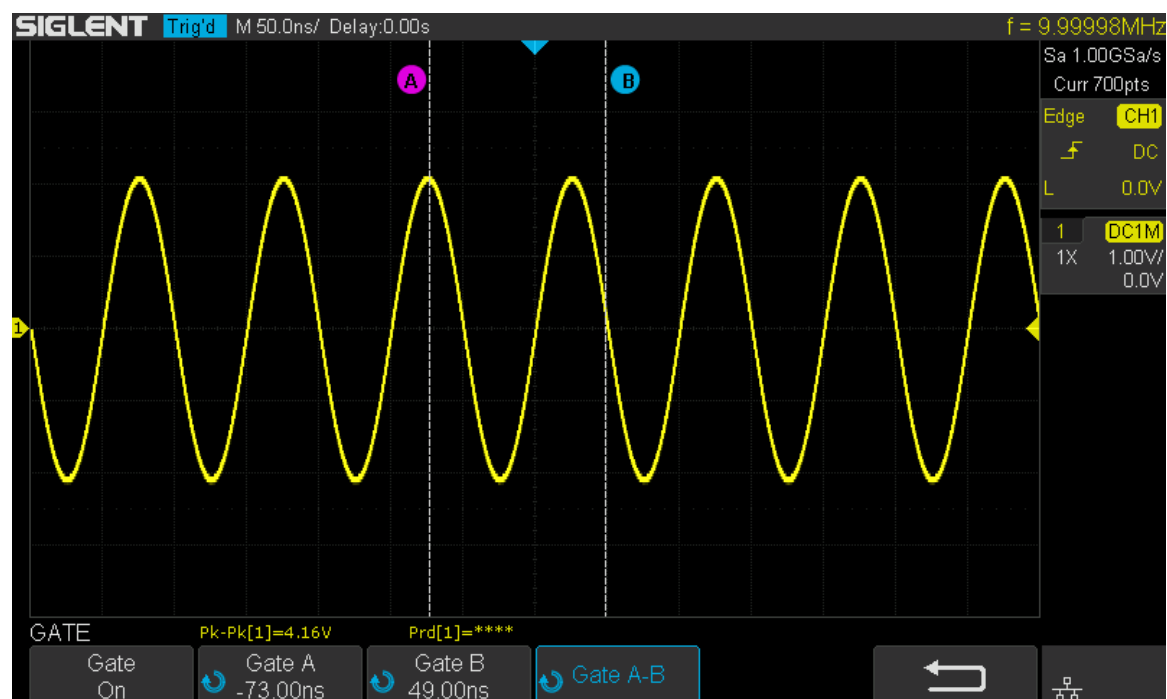 SIGLENT Trig'd M 50.0ns/ Delay:0.00s f = 9.99998MHz
Sa 1.00GSa/s
Curr 700pts
A B
Edge CH1
DC
L 0.0V
1 DC1M
1X 1.00V/
0.0V
1
GATE Pk-Pk[1]=4.16V Prd[1]=****
Gate Gate A Gate B Gate A-B
On -73.00ns 49.00ns